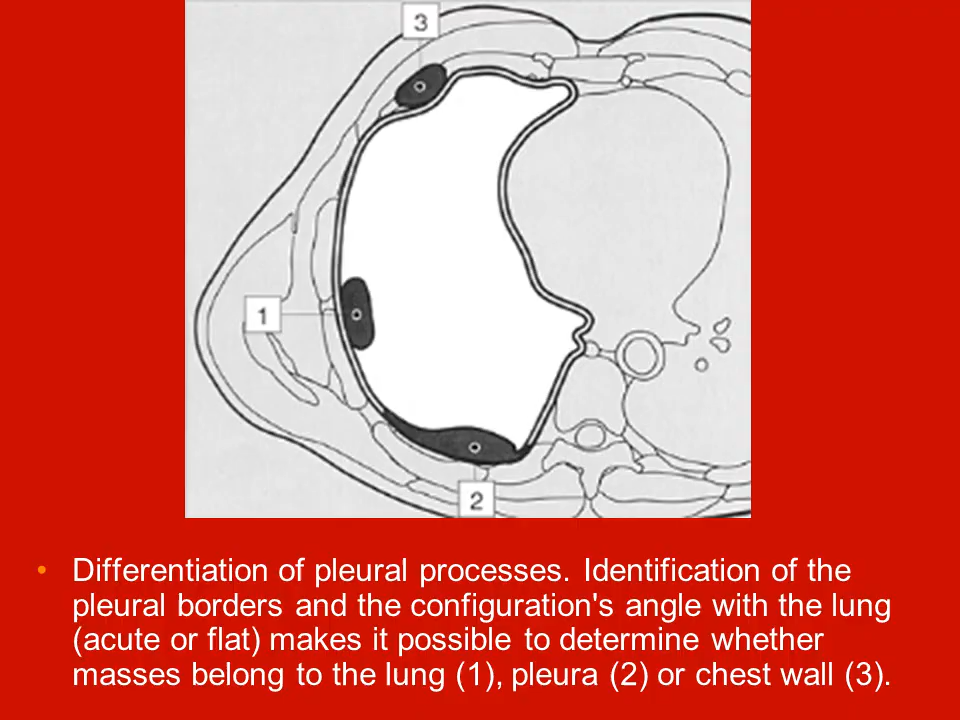 3
1
2
• Differentiation of pleural processes. Identification of the
pleural borders and the configuration's angle with the lung
(acute or flat) makes it possible to determine whether
masses belong to the lung (1), pleura (2) or chest wall (3).